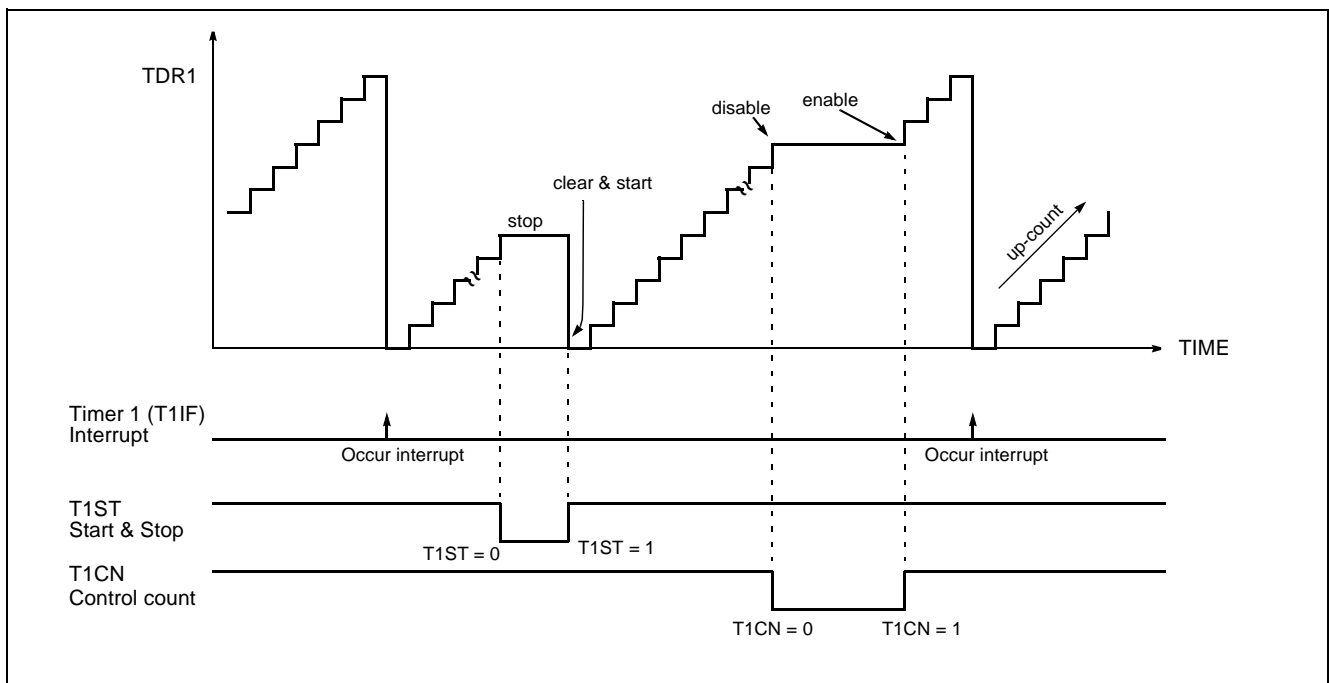 TDR1
disable
enable
clear & start
stop
up-count
TIME
Timer 1 (T1IF)
Interrupt
Occur interrupt
Occur interrupt
T1ST
Start & Stop
T1ST = 0
T1ST = 1
T1CN
Control count
T1CN = 0
T1CN = 1